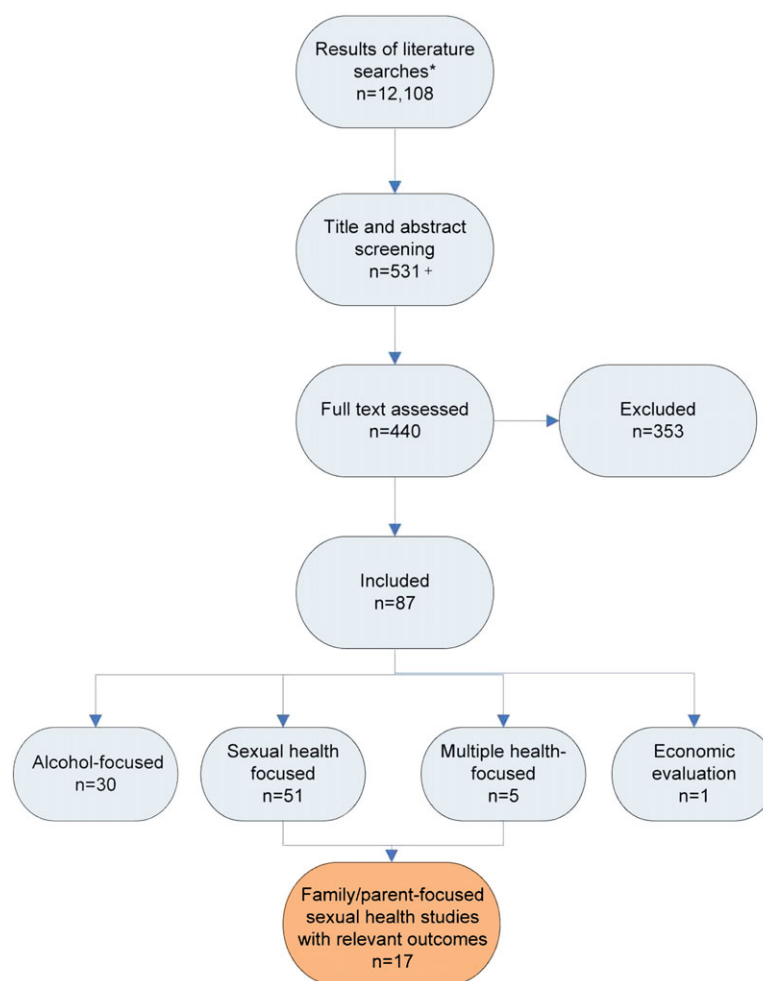 Results of literature
searches*
n=12,108
Title and abstract
screening
n=531 +
Full text assessed
n=440
Excluded
n=353
Included
n=87
Alcohol-focused
n=30
Sexual health
focused
n=51
Multiple health-
focused
n=5
Economic
evaluation
n=1
Family/parent-focused
sexual health studies
with relevant outcomes
n=17